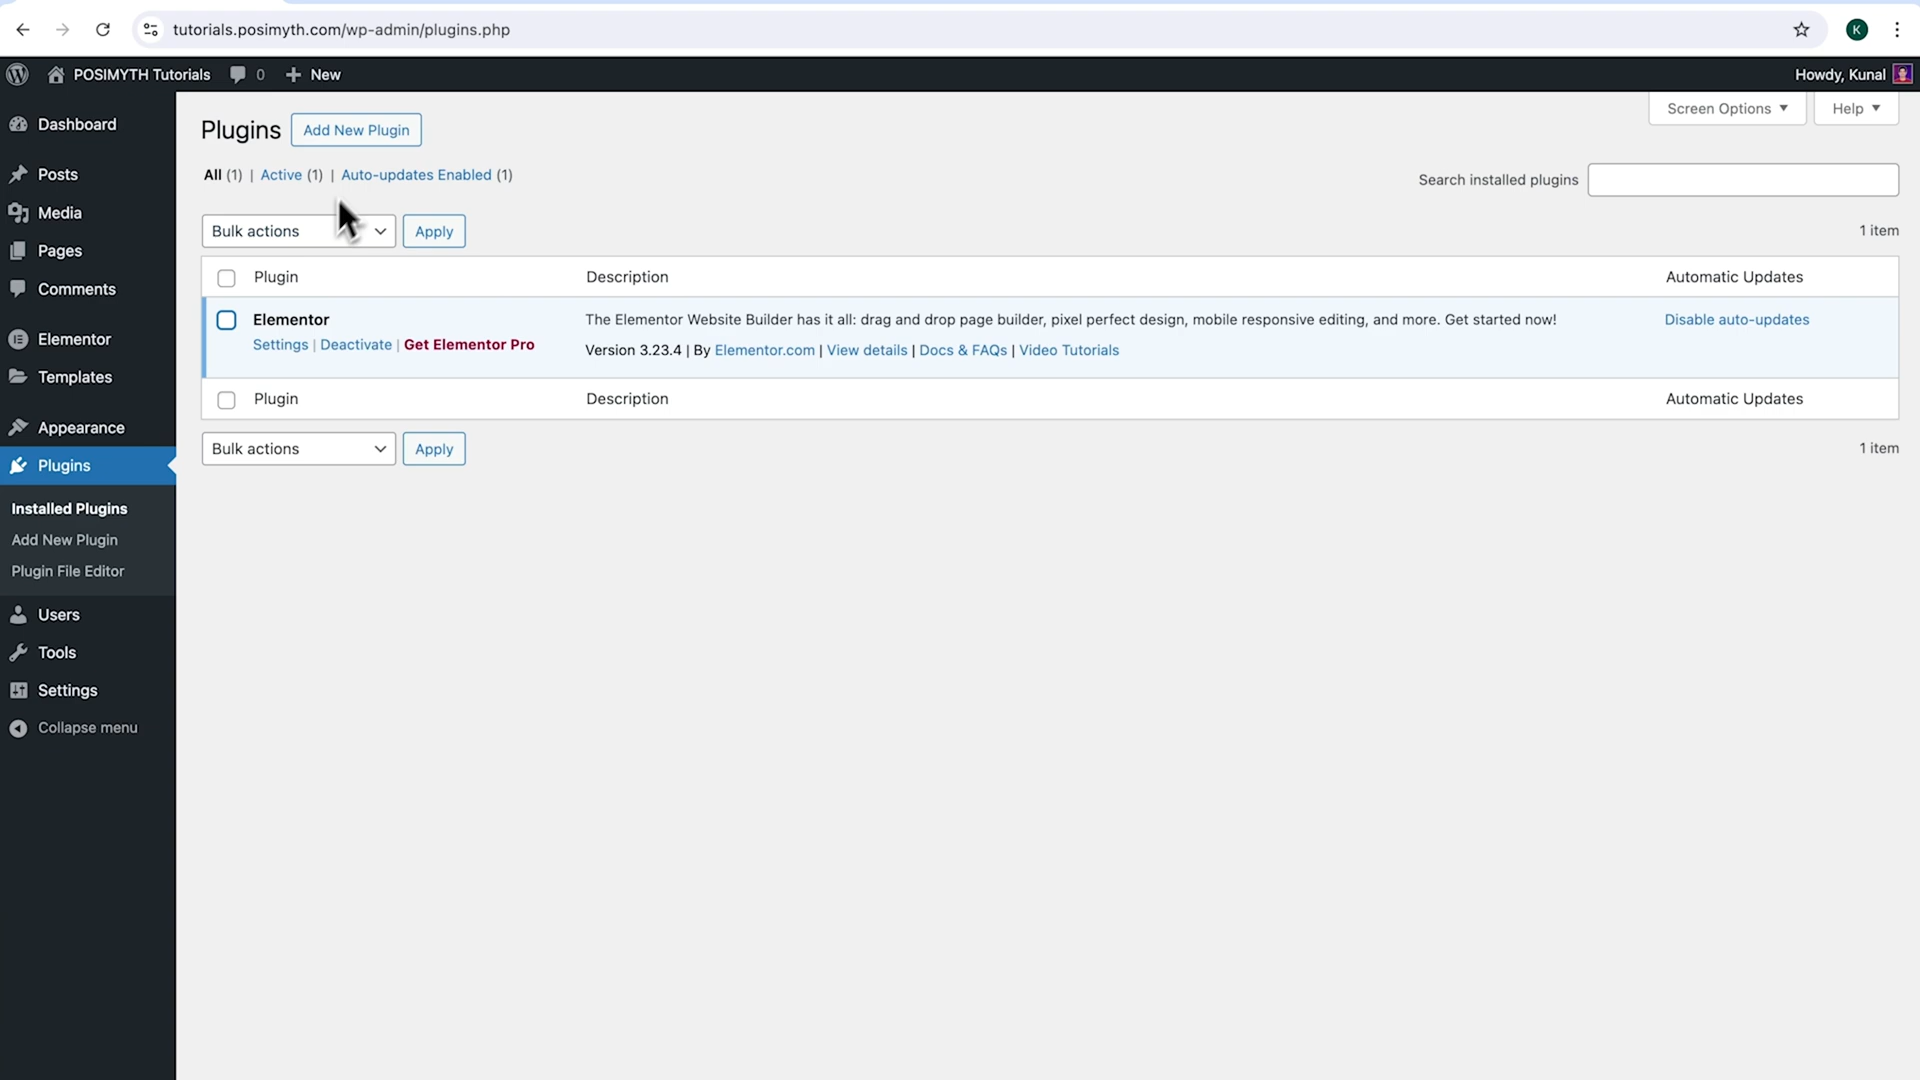 tutorials.posimyth.com/wp-admin/plugins.php
K
POSIMYTH Tutorials 0 New
Howdy, Kunal
Dashboard
Posts
Media
Pages
Comments
Elementor
Templates
Appearance
Plugins
Installed Plugins
Add New Plugin
Plugin File Editor
Users
Tools
Settings
Collapse menu
Screen Options
Help
Plugins
Add New Plugin
All (1) | Active (1) | Auto-updates Enabled (1)
Search installed plugins
Bulk actions
Apply
1 item
Plugin Description Automatic Updates
Elementor
Settings | Deactivate | Get Elementor Pro
The Elementor Website Builder has it all: drag and drop page builder, pixel perfect design, mobile responsive editing, and more. Get started now!
Version 3.23.4 | By Elementor.com | View details | Docs & FAQs | Video Tutorials
Disable auto-updates
Plugin Description Automatic Updates
Bulk actions
Apply
1 item